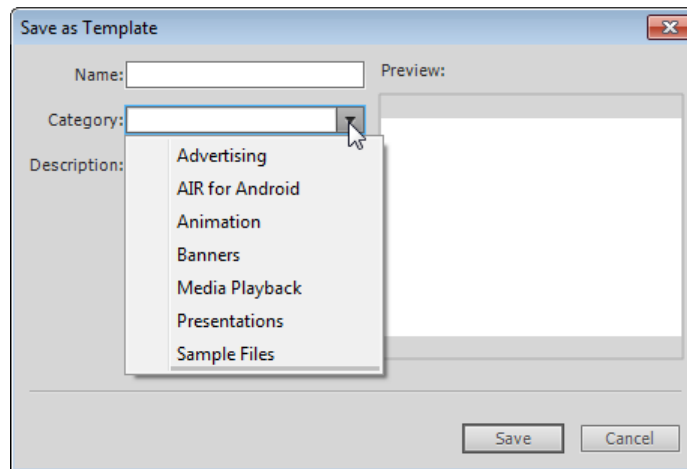 Save as Template
Name:
Preview:
Category:
Description:
Advertising
AIR for Android
Animation
Banners
Media Playback
Presentations
Sample Files
Save
Cancel